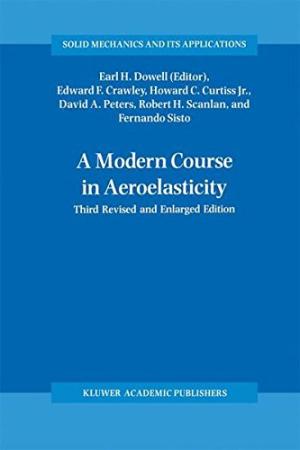 SOLID MECHANICS AND ITS APPLICATIONS
Earl H. Dowell (Editor),
Edward F. Crawley, Howard C. Curtiss Jr.,
David A. Peters, Robert H. Scanlan, and
Fernando Sisto
A Modern Course
in Aeroelasticity
Third Revised and Enlarged Edition
KLUWER ACADEMIC PUBLISHERS